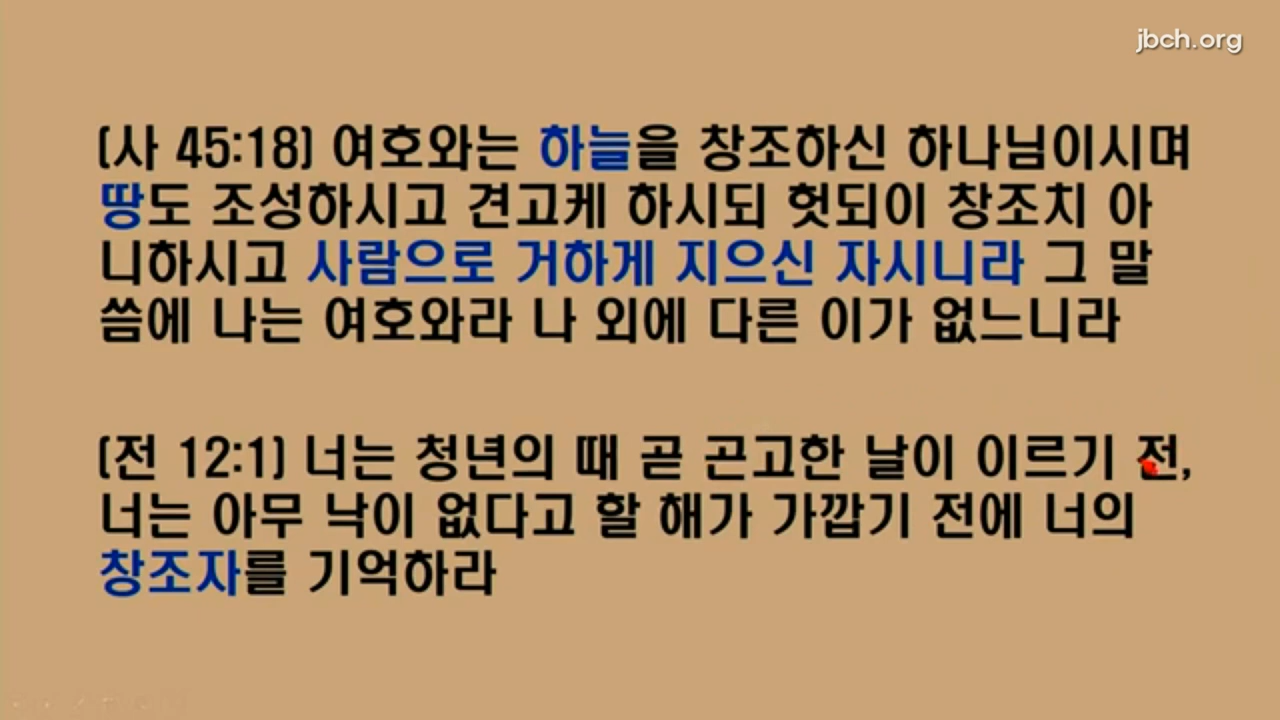 jbch.org
(사 45:18) 여호와는 하늘을 창조하신 하나님이시며
땅도 조성하시고 견고케 하시되 헛되이 창조치 아
니하시고 사람으로 거하게 지으신 자시니라 그 말
씀에 나는 여호와라 나 외에 다른 이가 없느니라
(전 12:1) 너는 청년의 때 곧 곤고한 날이 이르기 전,
너는 아무 낙이 없다고 할 해가 가깝기 전에 너의
창조자를 기억하라